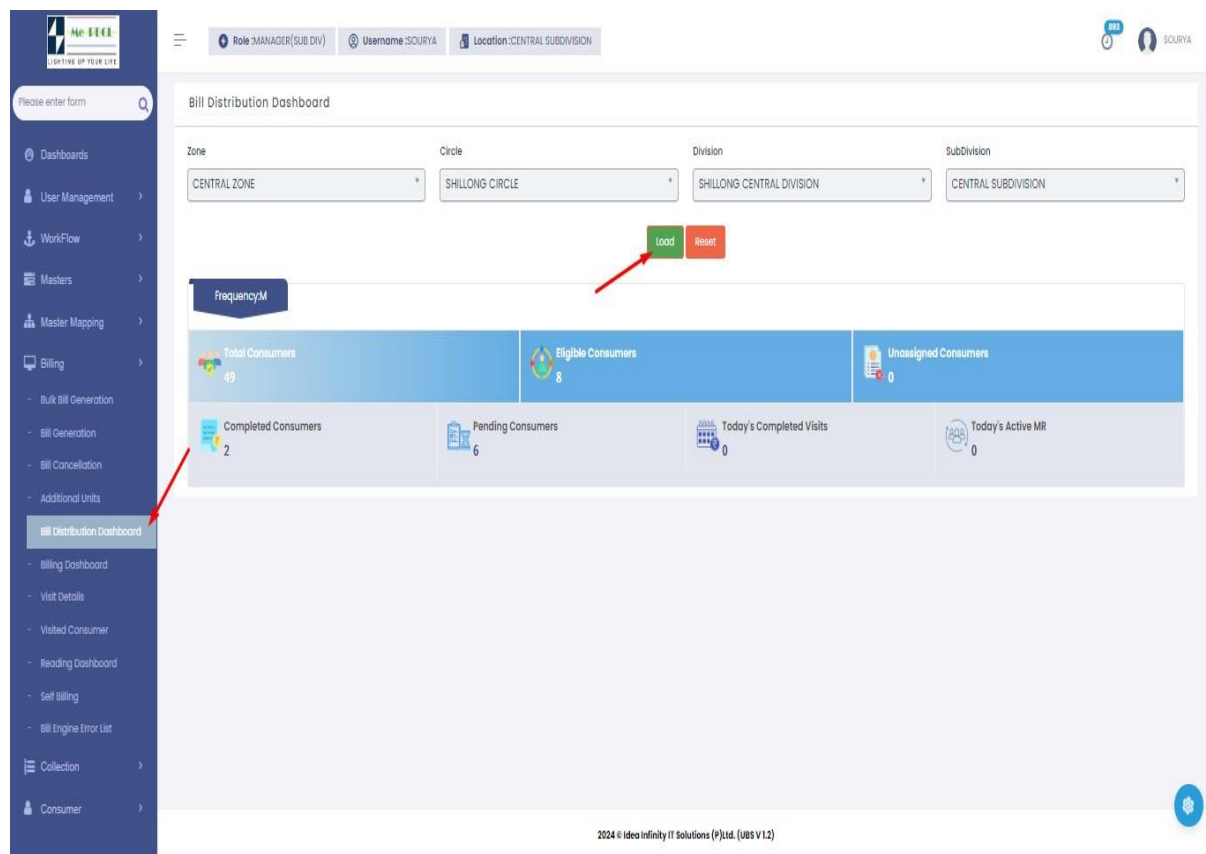 Me-PDCL
LIGHTING UP YOUR LIFE
Role :MANAGER(SUB DIV)
Username :SOURYA
Location :CENTRAL SUBDIVISION
893
SOURYA
Please enter form
Dashboards
User Management
WorkFlow
Masters
Master Mapping
Billing
- Bulk Bill Generation
- Bill Generation
- Bill Cancellation
- Additional Units
Bill Distribution Dashboard
- Billing Dashboard
- Visit Details
- Visited Consumer
- Reading Dashboard
- Self Billing
- Bill Engine Error List
Collection
Consumer
Bill Distribution Dashboard
Zone
Circle
Division
SubDivision
CENTRAL ZONE
SHILLONG CIRCLE
SHILLONG CENTRAL DIVISION
CENTRAL SUBDIVISION
Load
Reset
Frequency:M
Total Consumers
49
Eligible Consumers
8
Unassigned Consumers
0
Completed Consumers
2
Pending Consumers
6
Today's Completed Visits
0
Today's Active MR
0
2024 © Idea Infinity IT Solutions (P)Ltd. (UBS V 1.2)